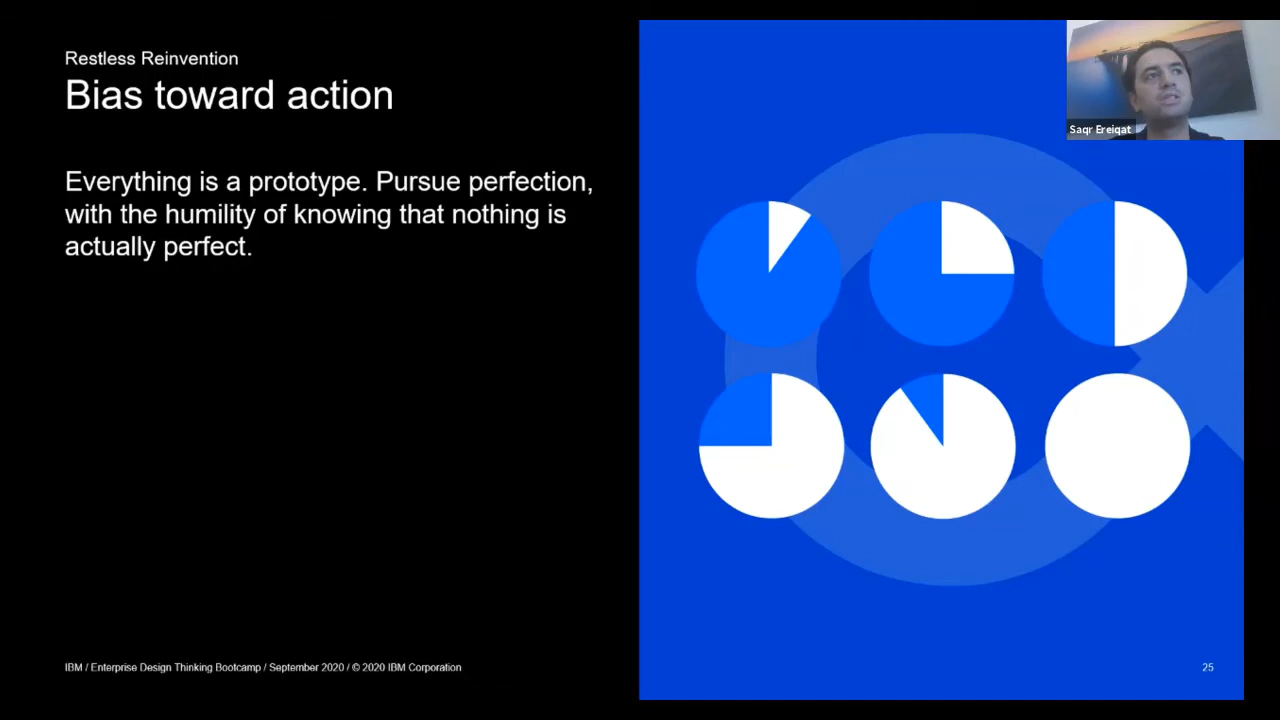 Restless Reinvention
Bias toward action
Everything is a prototype. Pursue perfection,
with the humility of knowing that nothing is
actually perfect.
Saqr Ereiqat
IBM / Enterprise Design Thinking Bootcamp / September 2020 / © 2020 IBM Corporation
25